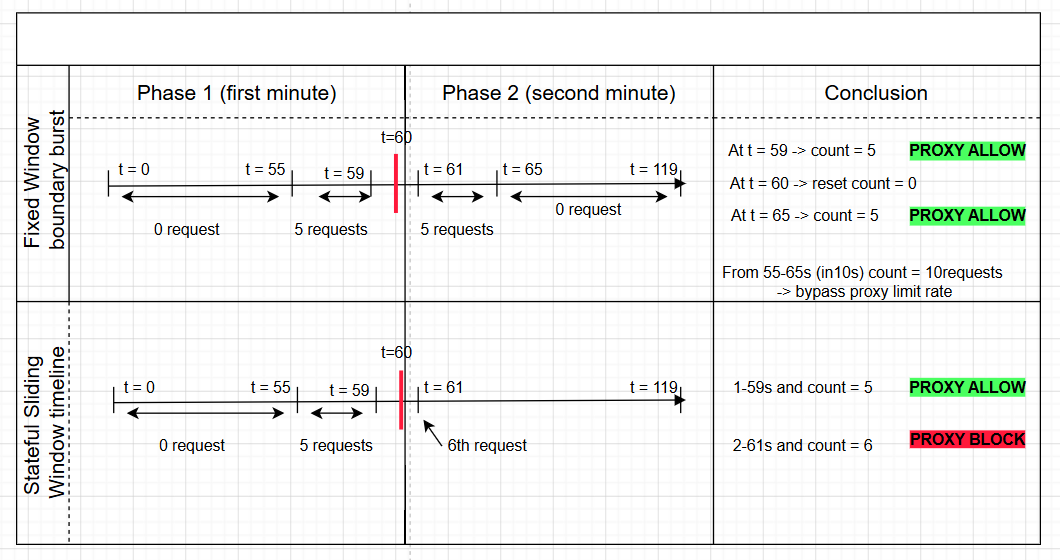 Phase 1 (first minute)
Phase 2 (second minute)
Conclusion
Fixed Window
boundary burst
t=60
t = 0
t = 55
t = 59
t = 61
t = 65
t = 119
0 request
5 requests
5 requests
0 request
At t = 59 -> count = 5 PROXY ALLOW
At t = 60 -> reset count = 0
At t = 65 -> count = 5 PROXY ALLOW
From 55-65s (in10s) count = 10requests
-> bypass proxy limit rate
Stateful Sliding
Window timeline
t=60
t = 0
t = 55
t = 59
t = 61
t = 119
0 request
5 requests
6th request
1-59s and count = 5 PROXY ALLOW
2-61s and count = 6 PROXY BLOCK